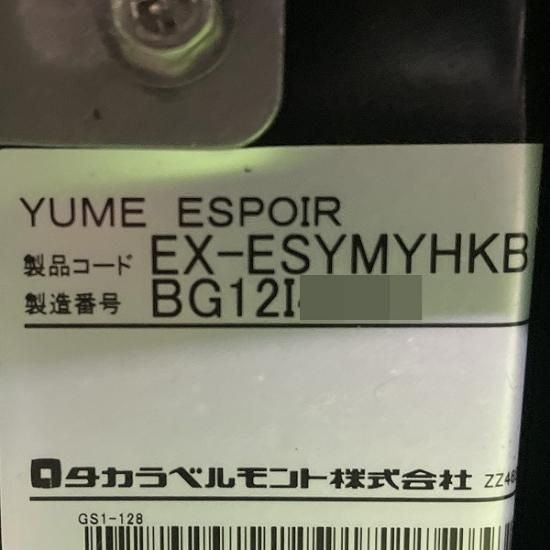 YUME ESPOIR
製品コード EX-ESYMYHKB
製造番号 BG12I
タカラベルモント株式会社 ZZ46
GS1-128